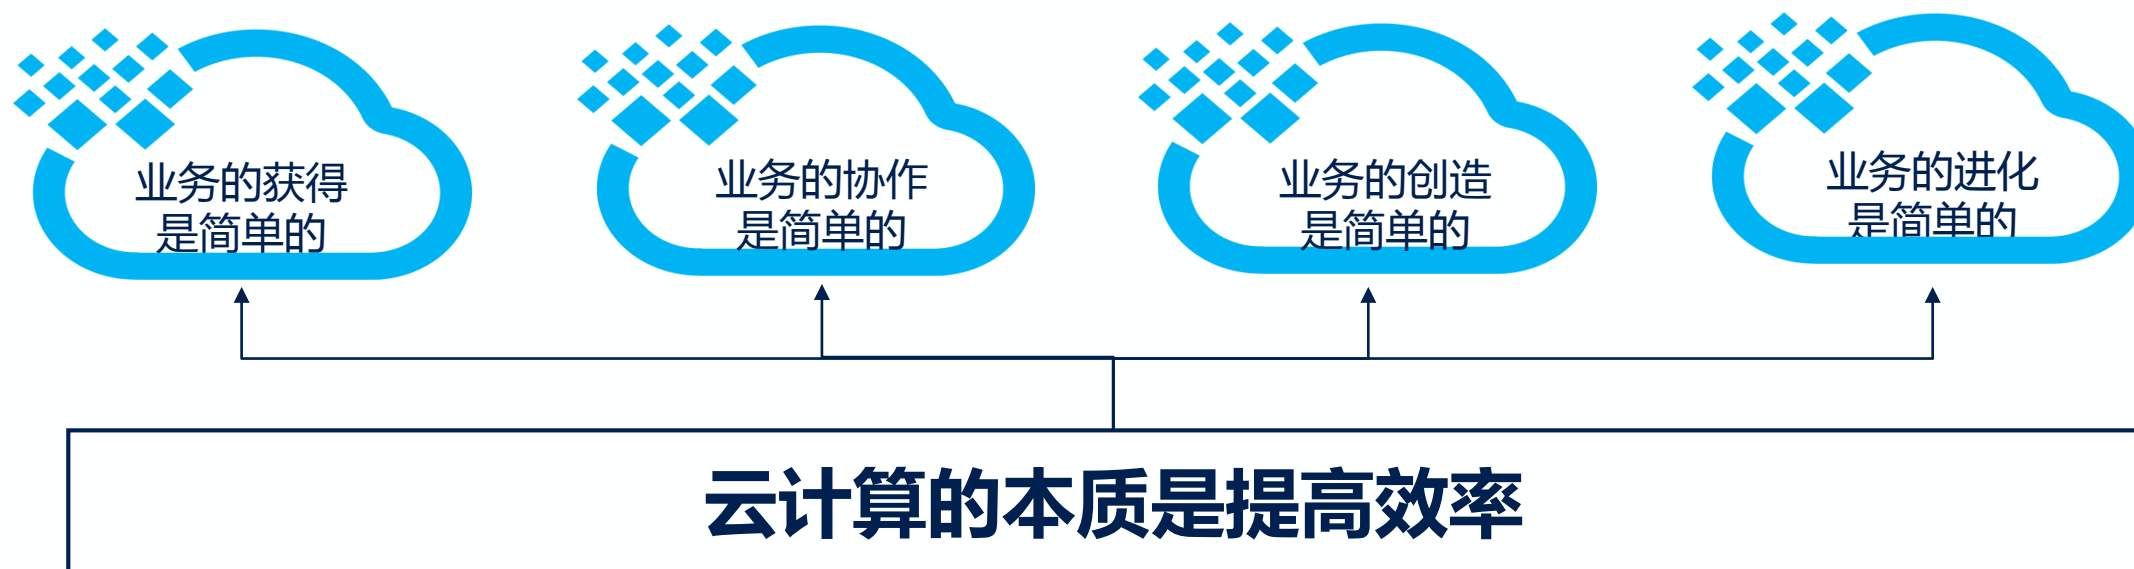 业务的获得
是简单的
业务的协作
是简单的
业务的创造
是简单的
业务的进化
是简单的
云计算的本质是提高效率